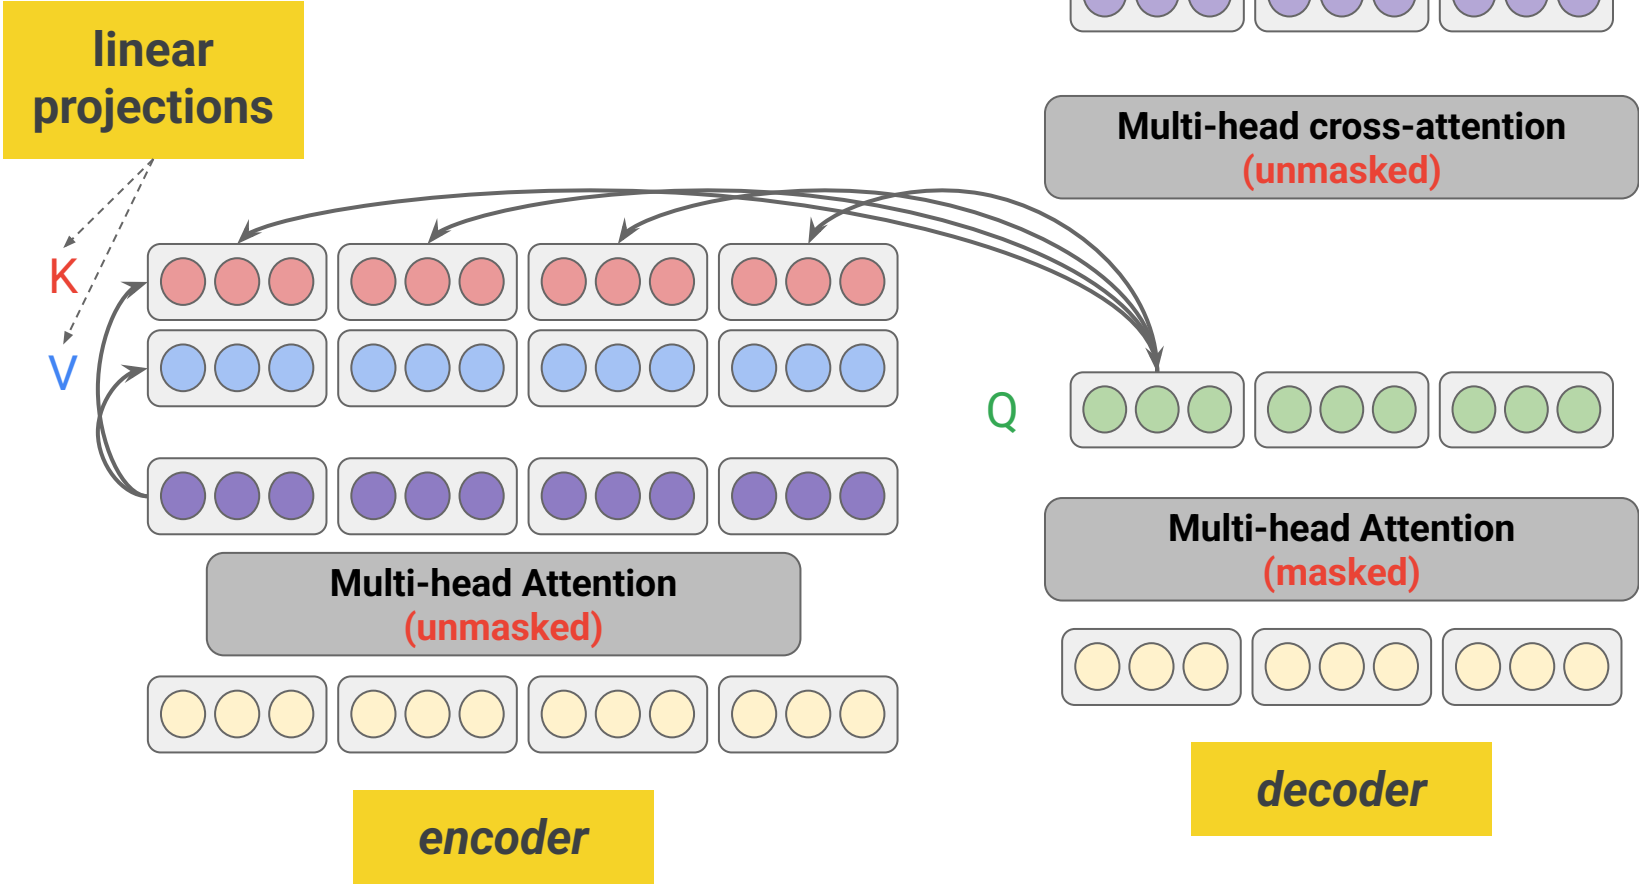 linear
projections
Multi-head cross-attention
(unmasked)
K
V
Q
Multi-head Attention
(unmasked)
Multi-head Attention
(masked)
encoder
decoder